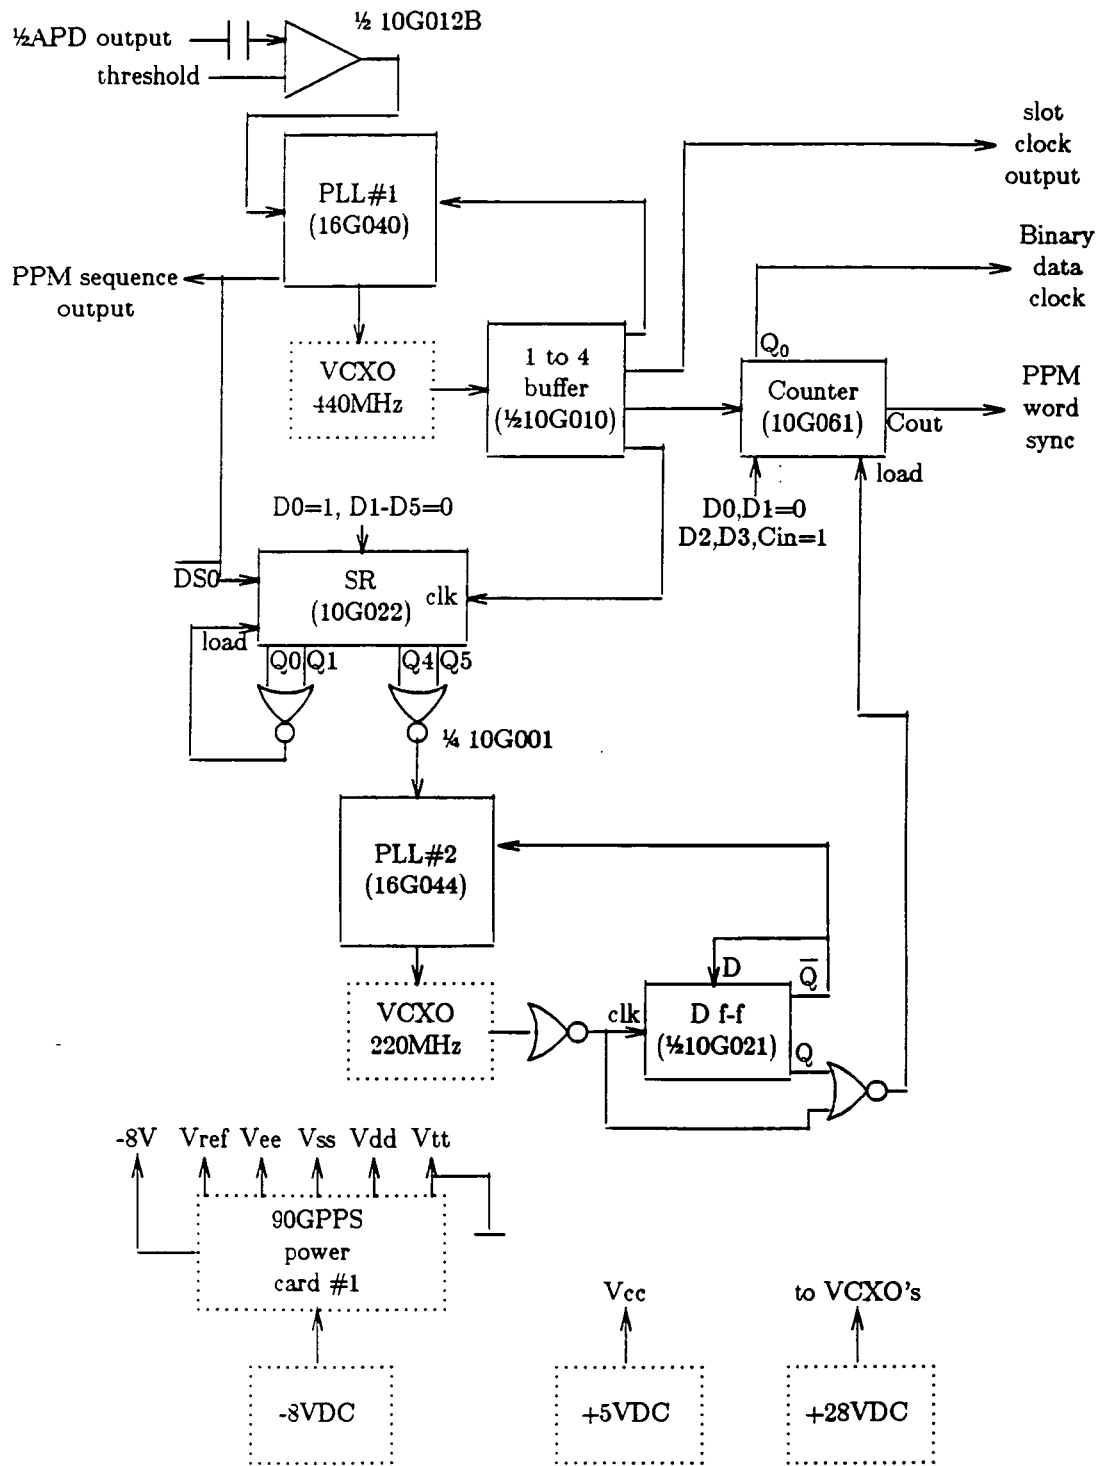 ½ 10G012B
½APD output
threshold
slot
clock
output
PLL#1
(16G040)
Binary
data
clock
PPM sequence
output
Q₀
1 to 4
buffer
(½10G010)
VCXO
440MHz
Counter
(10G061)
Cout
PPM
word
sync
load
D0=1, D1-D5=0
D0,D1=0
D2,D3,Cin=1
D̅S̅0̅
SR
(10G022)
clk
load
Q0 Q1 Q4 Q5
¼ 10G001
PLL#2
(16G044)
D
Q̅
VCXO
220MHz
clk
D f-f
(½10G021)
Q
-8V Vref Vee Vss Vdd Vtt
90GPPS
power
card #1
Vcc
to VCXO's
-8VDC
+5VDC
+28VDC